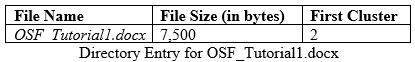 File Name File Size (in bytes) First Cluster
OSF_Tutorial1.docx 7,500 2
Directory Entry for OSF_Tutorial1.docx